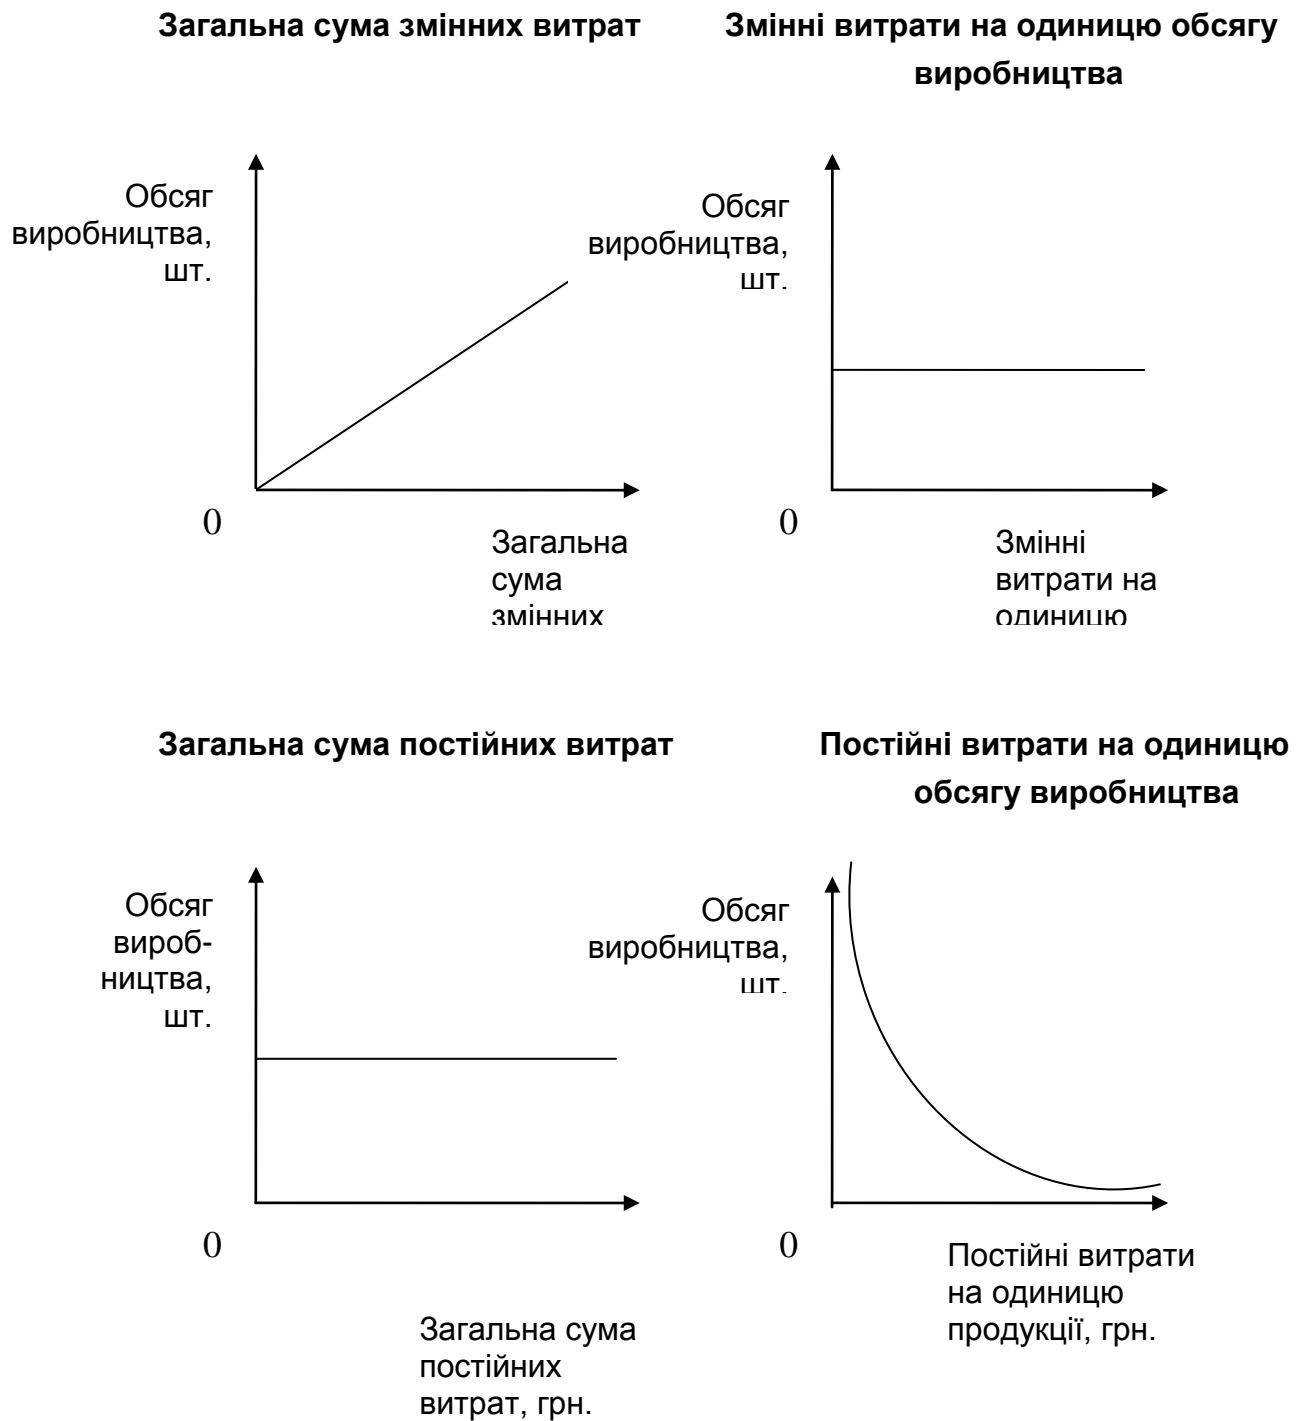 Загальна сума змінних витрат
Змінні витрати на одиницю обсягу
виробництва
Обсяг
виробництва,
шт.
0
Загальна
сума
змінних
Обсяг
виробництва,
шт.
0
Змінні
витрати на
одиницю
Загальна сума постійних витрат
Постійні витрати на одиницю
обсягу виробництва
Обсяг
вироб-
ництва,
шт.
0
Загальна сума
постійних
витрат, грн.
Обсяг
виробництва,
шт.
0
Постійні витрати
на одиницю
продукції, грн.